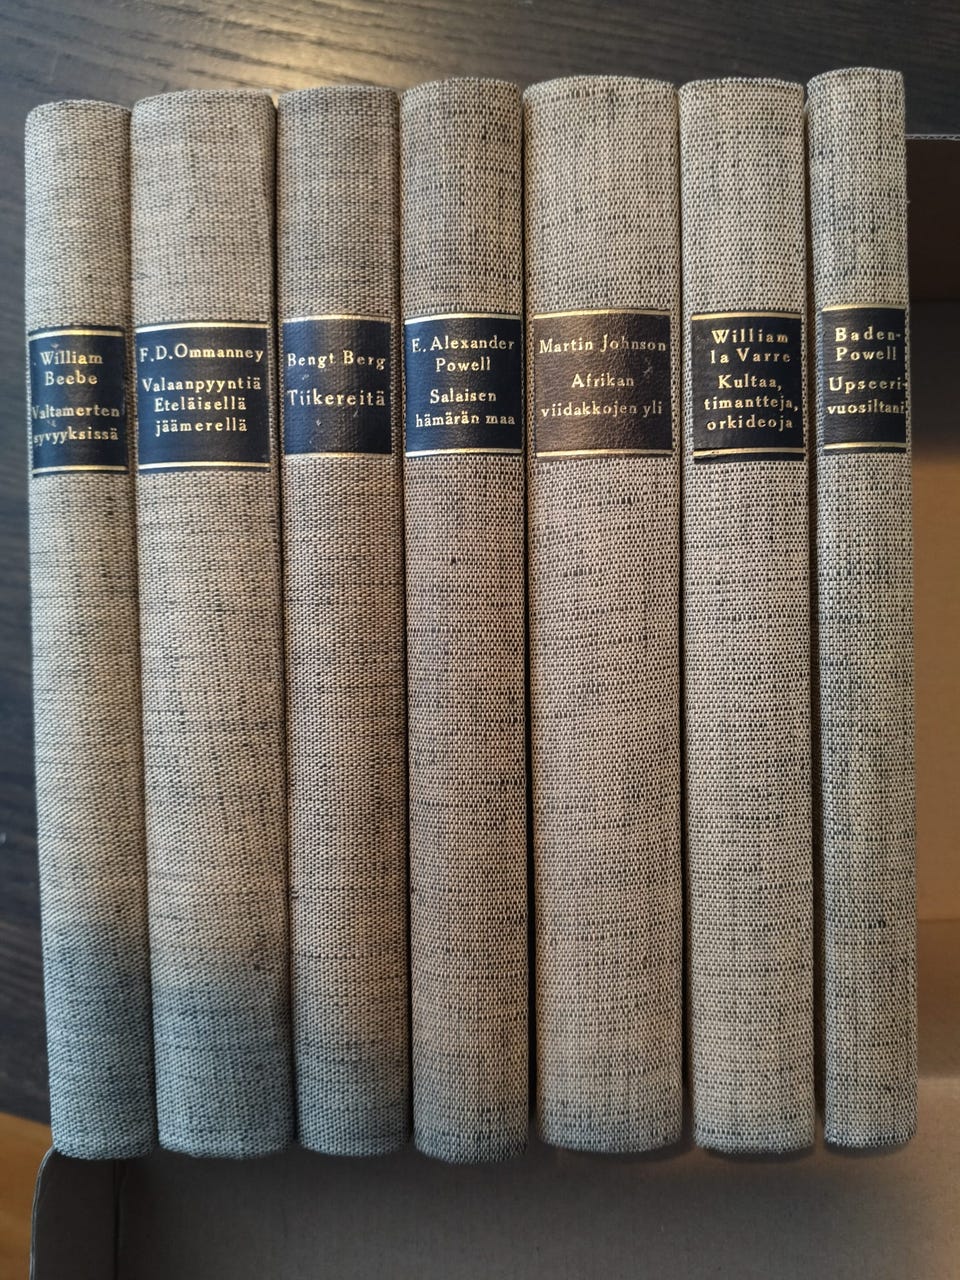 William
Beebe
Valtamerten
syvyyksissä
F.D.Ommanney
Valaanpyyntiä
Eteläisellä
jäämerellä
Bengt Berg
Tiikereitä
E. Alexander
Powell
Salaisen
hämärän maa
Martin Johnson
Afrikan
viidakkojen yli
William
la Varre
Kultaa,
timantteja,
orkideoja
Baden-
Powell
Upseeri-
vuosiltani